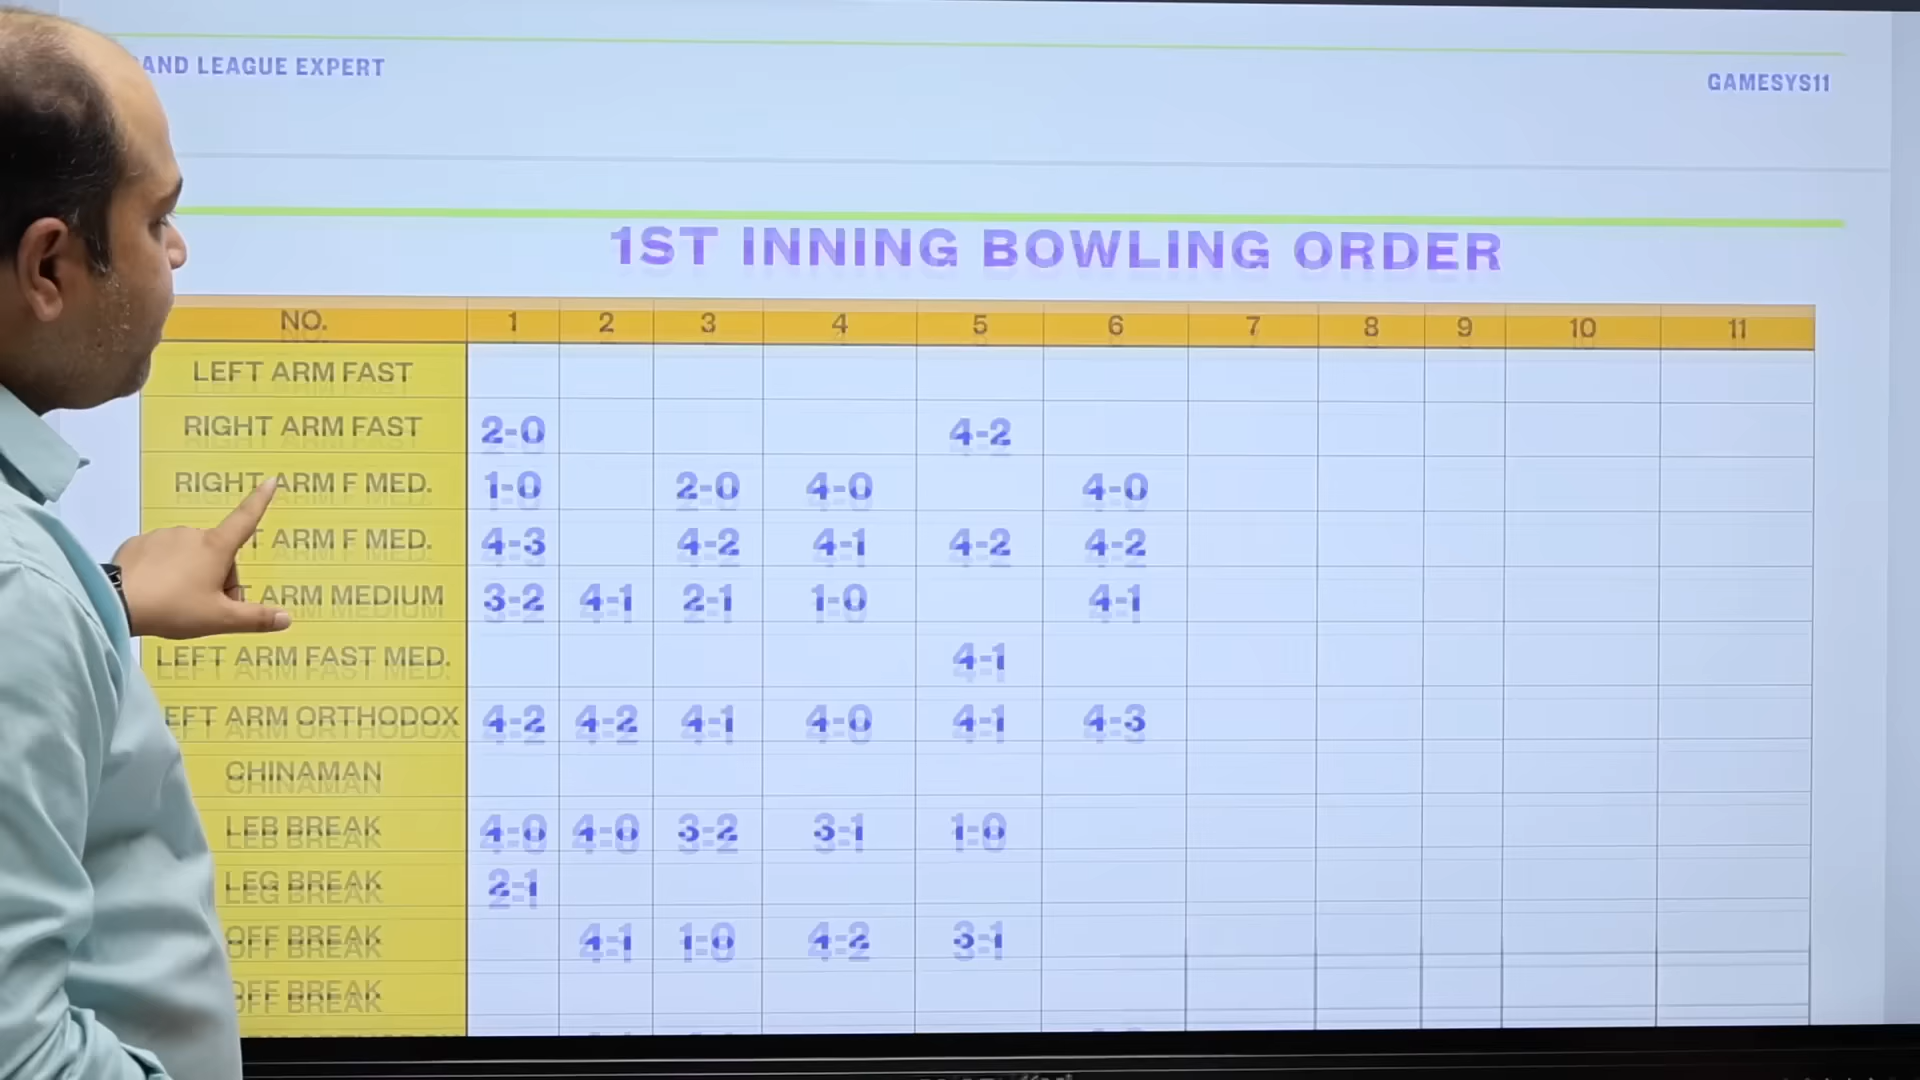 AND LEAGUE EXPERT
GAMESYS11
1ST INNING BOWLING ORDER
NO. 1 2 3 4 5 6 7 8 9 10 11
LEFT ARM FAST
RIGHT ARM FAST 2-0 4-2
RIGHT ARM F MED. 1-0 2-0 4-0 4-0
T ARM F MED. 4-3 4-2 4-1 4-2 4-2
T ARM MEDIUM 3-2 4-1 2-1 1-0 4-1
LEFT ARM FAST MED. 4-1
EFT ARM ORTHODOX 4-2 4-2 4-1 4-0 4-1 4-3
CHINAMAN
LEB BREAK 4-0 4-0 3-2 3-1 1-0
LEG BREAK 2-1
OFF BREAK 4-1 1-0 4-2 3-1
OFF BREAK